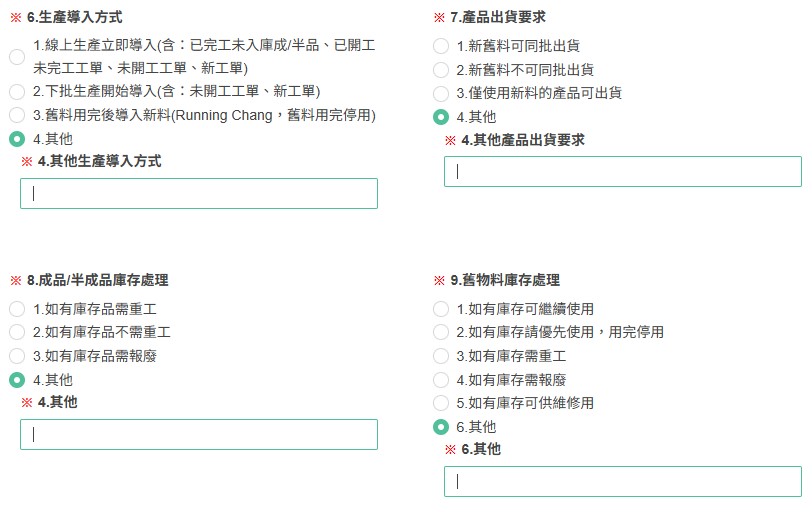 ※ 6.生產導入方式
1.線上生產立即導入(含：已完工未入庫成/半品、已開工
未完工工單、未開工工單、新工單)
2.下批生產開始導入(含：未開工工單、新工單)
3.舊料用完後導入新料(Running Chang，舊料用完停用)
4.其他
※ 4.其他生產導入方式
※ 7.產品出貨要求
1.新舊料可同批出貨
2.新舊料不可同批出貨
3.僅使用新料的產品可出貨
4.其他
※ 4.其他產品出貨要求
※ 8.成品/半成品庫存處理
1.如有庫存品需重工
2.如有庫存品不需重工
3.如有庫存品需報廢
4.其他
※ 4.其他
※ 9.舊物料庫存處理
1.如有庫存可繼續使用
2.如有庫存請優先使用，用完停用
3.如有庫存需重工
4.如有庫存需報廢
5.如有庫存可供維修用
6.其他
※ 6.其他